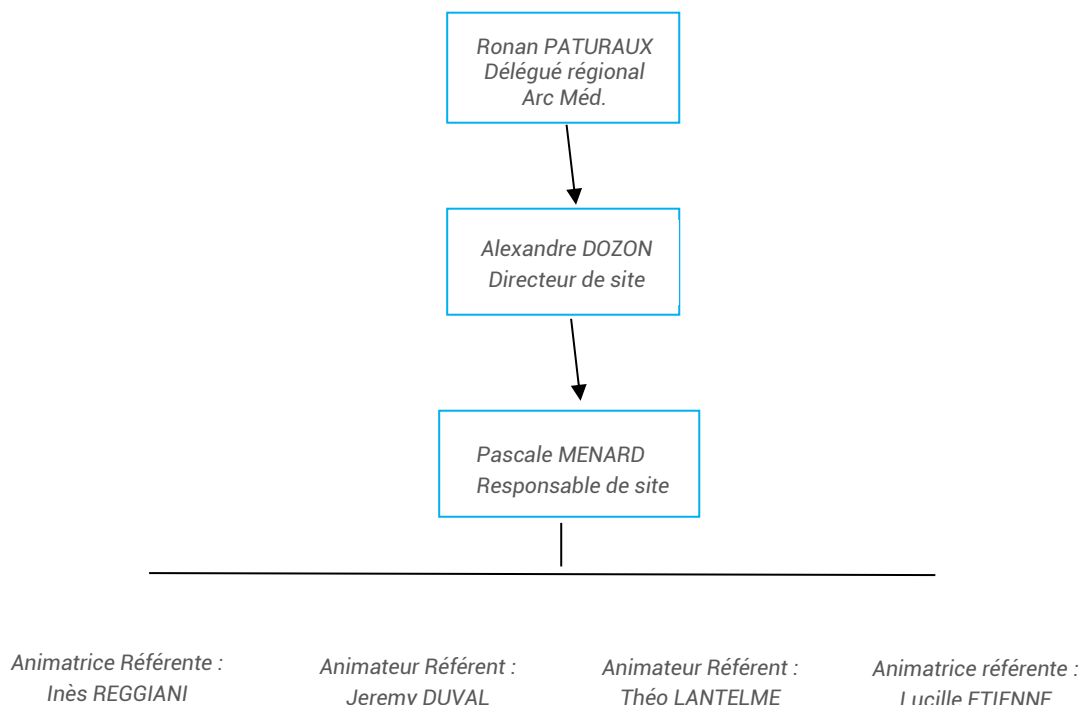 Ronan PATURAUX
Délégué régional
Arc Méd.
Alexandre DOZON
Directeur de site
Pascale MENARD
Responsable de site
Animatrice Référente :
Inès REGGIANI
Animateur Référent :
Jeremy DUVAL
Animateur Référent :
Théo LANTELME
Animatrice référente :
Lucille ETIENNE